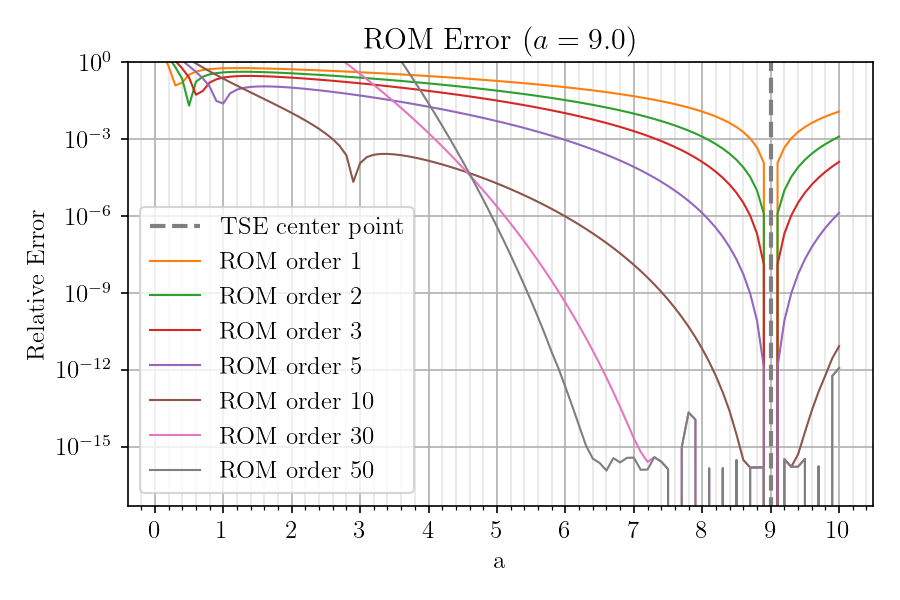 ROM Error (a = 9.0)
Relative Error
10^0
10^-3
10^-6
10^-9
10^-12
10^-15
TSE center point
ROM order 1
ROM order 2
ROM order 3
ROM order 5
ROM order 10
ROM order 30
ROM order 50
0 1 2 3 4 5 6 7 8 9 10
a